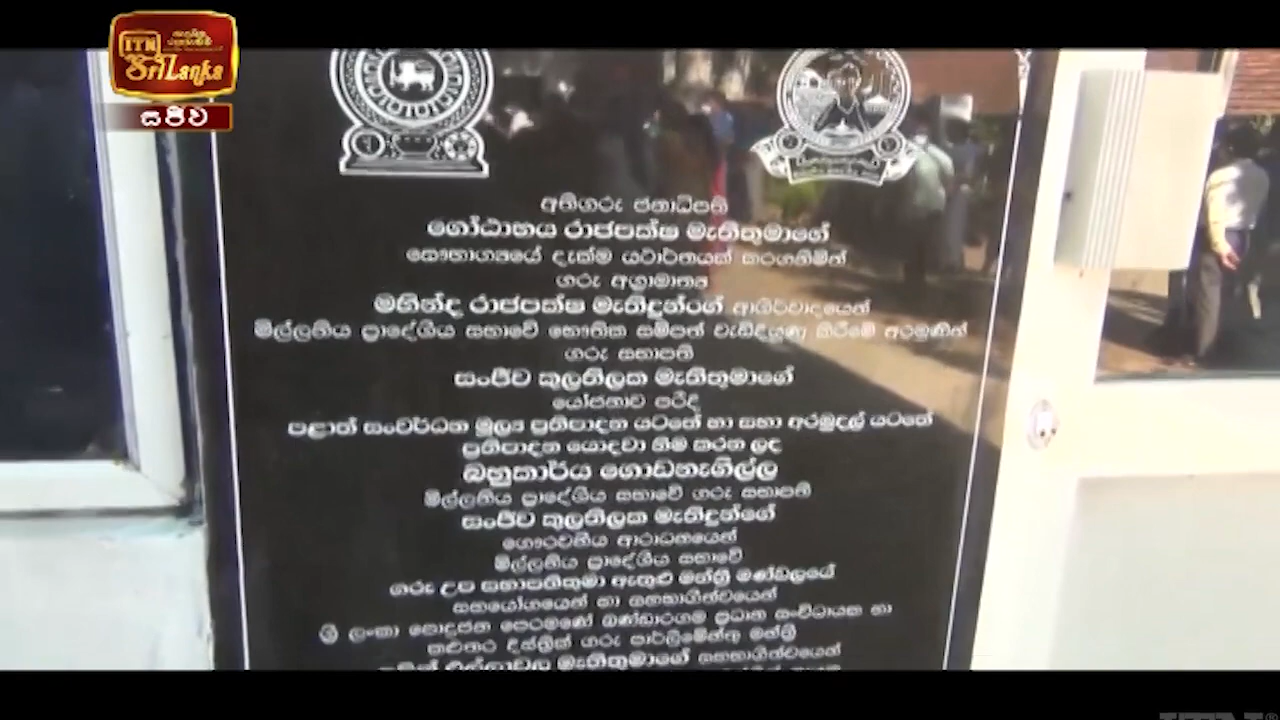 ITN
Sri Lanka
සජීව
අතිගරු ජනාධිපති
ගෝඨාභය රාජපක්ෂ මැතිතුමාගේ
සෞභාග්‍යයේ දැක්ම යථාර්තයක් කරගනිමින්
ගරු අග්‍රාමාත්‍ය
මහින්ද රාජපක්ෂ මැතිඳුන්ගේ ආශිර්වාදයෙන්
මිල්ලනිය ප්‍රාදේශීය සභාවේ භෞතික සම්පත් වැඩිදියුණු කිරීමේ අරමුණින්
ගරු සභාපති
සංජීව කුලතිලක මැතිතුමාගේ
යෝජනාව පරිදි
පළාත් සංවර්ධන මූල්‍ය ප්‍රතිපාදන යටතේ හා සභා අරමුදල් යටතේ
ප්‍රතිපාදන යොදවා නිම කරන ලද
බහුකාර්ය ගොඩනැගිල්ල
මිල්ලනිය ප්‍රාදේශීය සභාවේ ගරු සභාපති
සංජීව කුලතිලක මැතිඳුන්ගේ
ගෞරවනීය ආරාධනයෙන්
මිල්ලනිය ප්‍රාදේශීය සභාවේ
ගරු උප සභාපතිතුමා ඇතුළු මන්ත්‍රී මණ්ඩලයේ
සහයෝගයෙන් හා සහභාගිත්වයෙන්
ශ්‍රී ලංකා පොදුජන පෙරමුණේ බණ්ඩාරගම ප්‍රධාන සංවිධායක හා
කළුතර දිස්ත්‍රික් ගරු පාර්ලිමේන්තු මන්ත්‍රී
මැතිතුමාගේ සහභාගිත්වයෙන්